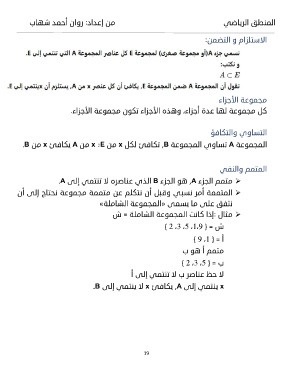 المنطق الرياضي من إعداد: روان أحمد شهاب
الاستلزام و التضمن:
نسمي جزء A(أو مجموعة صغرى) لمجموعة E كل عناصر المجموعة A التي تنتمي إلى E.
و نكتب:
A ⊂ E
نقول أن المجموعة A ضمن المجموعة E, يكافئ أن كل عنصر x من A, يستلزم أن xينتمي إلى E.
مجموعة الأجزاء
كل مجموعة لها عدة أجزاء، وهذه الأجزاء تكون مجموعة الأجزاء.
التساوي والتكافؤ
المجموعة A تساوي المجموعة B, تكافئ لكل x من E: x من A يكافئ x من B.
المتمم والنفي
➢ متمم الجزء A, هو الجزء B الذي عناصره لا تنتمي إلى A.
➢ المتممة أمر نسبي وقبل أن نتكلم عن متممة مجموعة نحتاج إلى أن
نتفق على ما يسمى «المجموعة الشاملة»
➢ مثال :إذا كانت المجموعة الشاملة = ش
ش = { 1،9، 5، 3، 2 }
أ = { 1، 9 }
متمم أ هو ب
ب = { 5، 3، 2 }
لا حظ عناصر ب لا تنتمي إلى أ
x ينتمي إلى A, يكافئ x لا ينتمي إلى B.
19